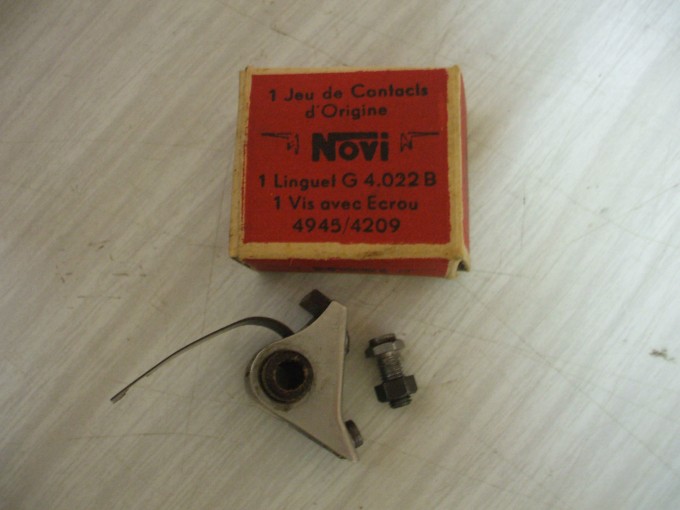 1 Jeu de Contacts
d'Origine
NOVI
1 Linguet G 4.022 B
1 Vis avec Ecrou
4945/4209